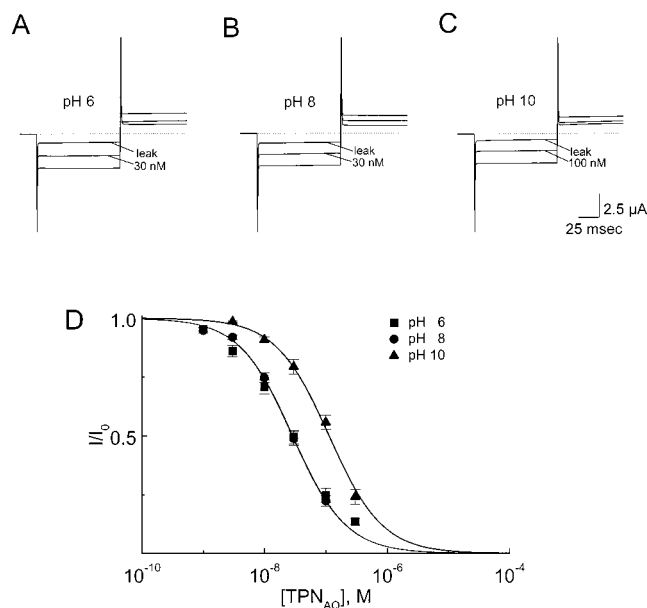 A
B
C
pH 6
pH 8
pH 10
leak
30 nM
leak
30 nM
leak
100 nM
2.5 µA
25 msec
D
pH 6
pH 8
pH 10
1.0
0.5
I/I₀
10⁻¹⁰
10⁻⁸
10⁻⁶
10⁻⁴
[TPN_AQ], M